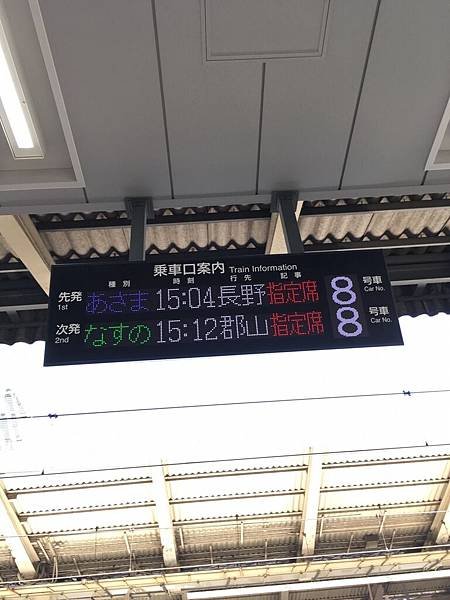 乗車口案内 Train Information
種別 時刻 行先 記事
先発 1st あさま 15:04 長野 指定席 8 号車 Car No.
次発 2nd なすの 15:12 郡山 指定席 8 号車 Car No.